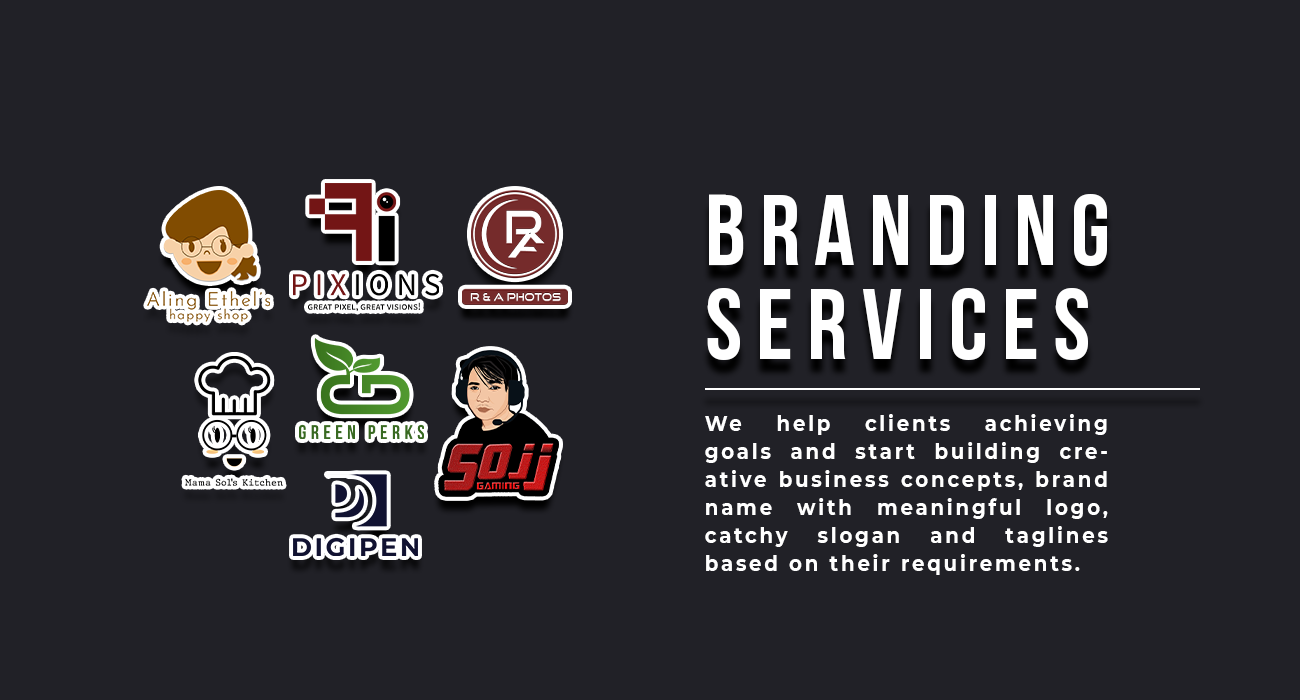 Aling Ethel's
happy shop
PIXIONS
GREAT PIXEL, GREAT VISIONS!
R & A PHOTOS
Mama Sol's Kitchen
GREEN PERKS
SOJJ
GAMING
DIGIPEN
BRANDING
SERVICES
We help clients achieving
goals and start building cre-
ative business concepts, brand
name with meaningful logo,
catchy slogan and taglines
based on their requirements.